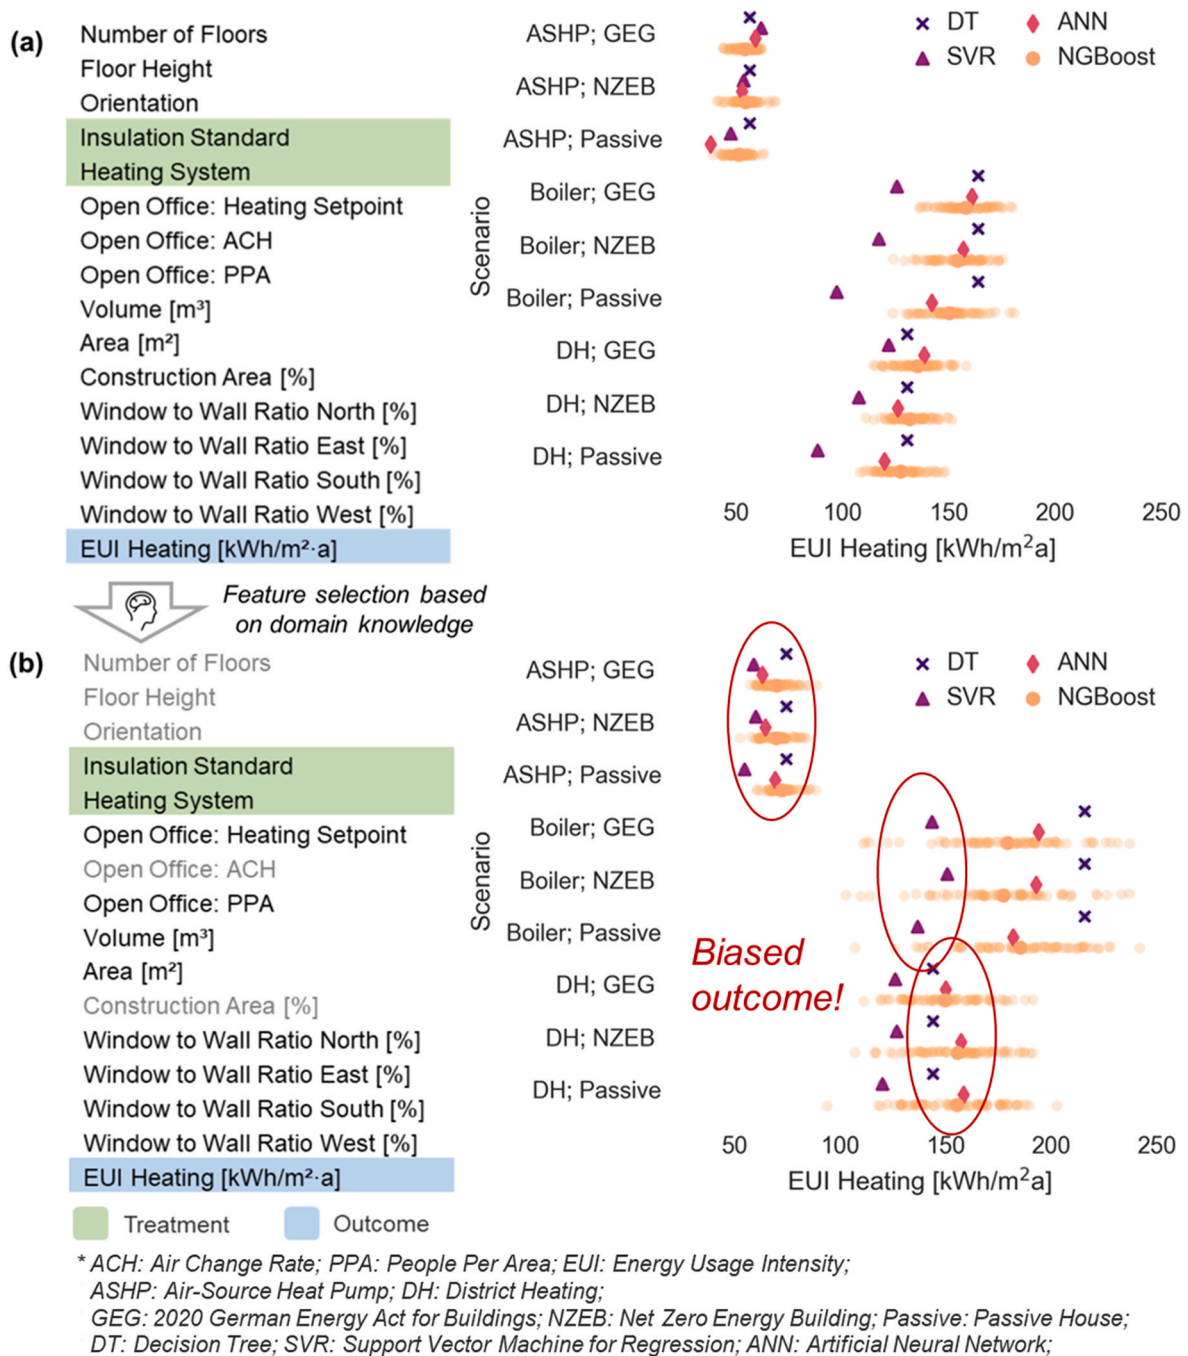 (a)
Number of Floors
Floor Height
Orientation
Insulation Standard
Heating System
Open Office: Heating Setpoint
Open Office: ACH
Open Office: PPA
Volume [m³]
Area [m²]
Construction Area [%]
Window to Wall Ratio North [%]
Window to Wall Ratio East [%]
Window to Wall Ratio South [%]
Window to Wall Ratio West [%]
EUI Heating [kWh/m²·a]
Scenario
ASHP; GEG
ASHP; NZEB
ASHP; Passive
Boiler; GEG
Boiler; NZEB
Boiler; Passive
DH; GEG
DH; NZEB
DH; Passive
DT
ANN
SVR
NGBoost
50 100 150 200 250
EUI Heating [kWh/m²a]
Feature selection based
on domain knowledge
(b)
Number of Floors
Floor Height
Orientation
Insulation Standard
Heating System
Open Office: Heating Setpoint
Open Office: ACH
Open Office: PPA
Volume [m³]
Area [m²]
Construction Area [%]
Window to Wall Ratio North [%]
Window to Wall Ratio East [%]
Window to Wall Ratio South [%]
Window to Wall Ratio West [%]
EUI Heating [kWh/m²·a]
Scenario
ASHP; GEG
ASHP; NZEB
ASHP; Passive
Boiler; GEG
Boiler; NZEB
Boiler; Passive
DH; GEG
DH; NZEB
DH; Passive
DT
ANN
SVR
NGBoost
Biased
outcome!
50 100 150 200 250
EUI Heating [kWh/m²a]
Treatment
Outcome
* ACH: Air Change Rate; PPA: People Per Area; EUI: Energy Usage Intensity;
ASHP: Air-Source Heat Pump; DH: District Heating;
GEG: 2020 German Energy Act for Buildings; NZEB: Net Zero Energy Building; Passive: Passive House;
DT: Decision Tree; SVR: Support Vector Machine for Regression; ANN: Artificial Neural Network;